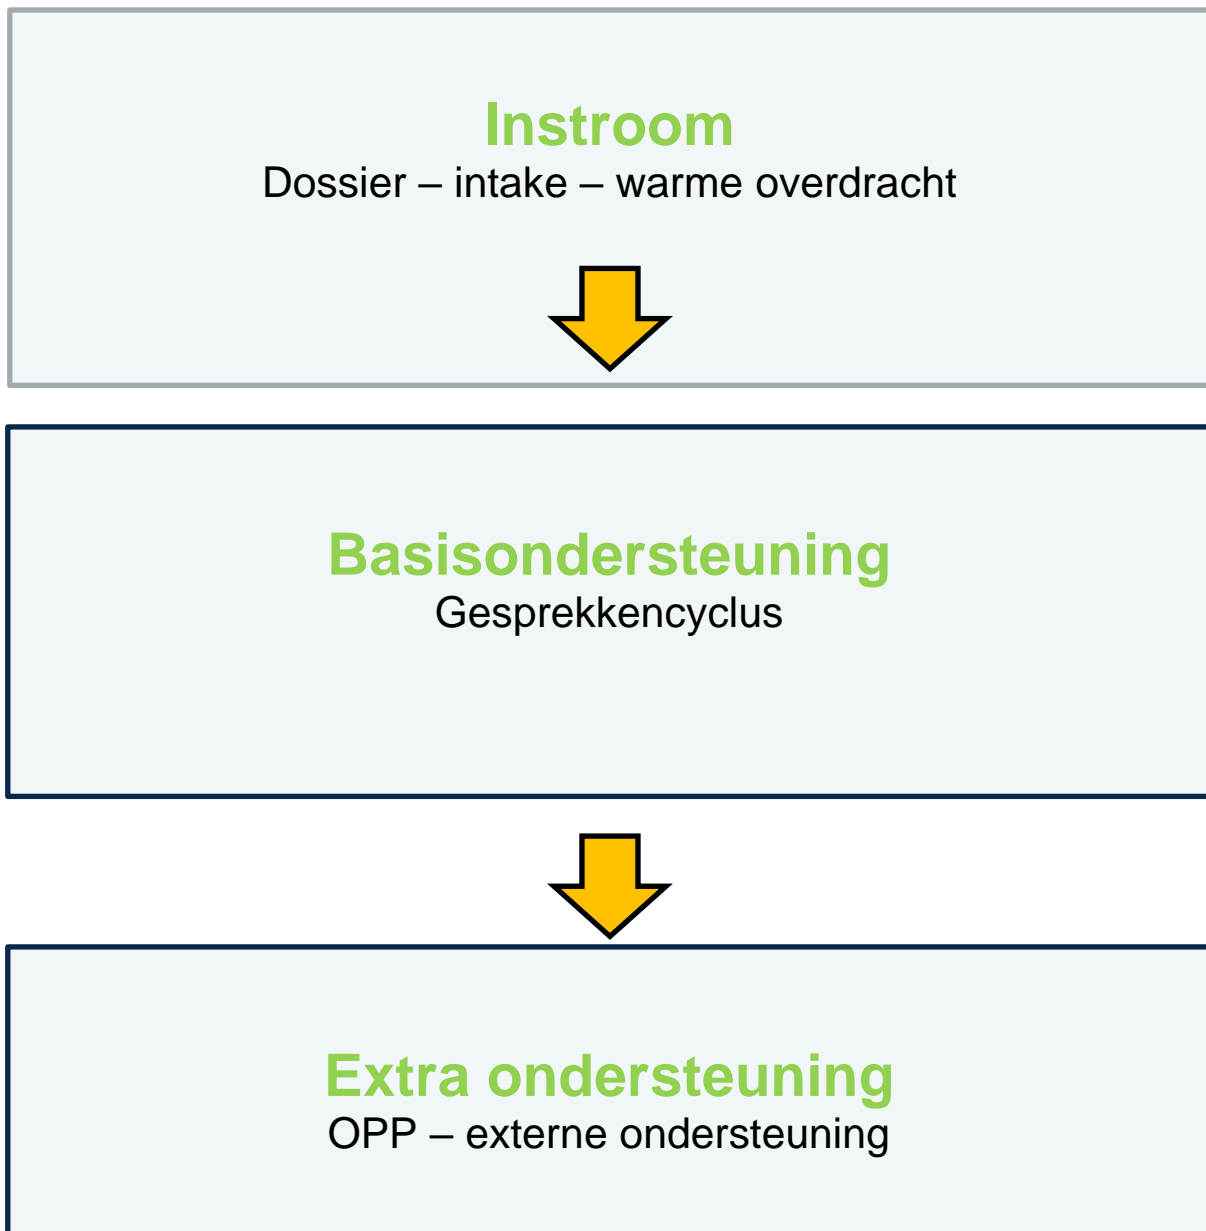 Instroom
Dossier – intake – warme overdracht
Basisondersteuning
Gesprekkencyclus
Extra ondersteuning
OPP – externe ondersteuning